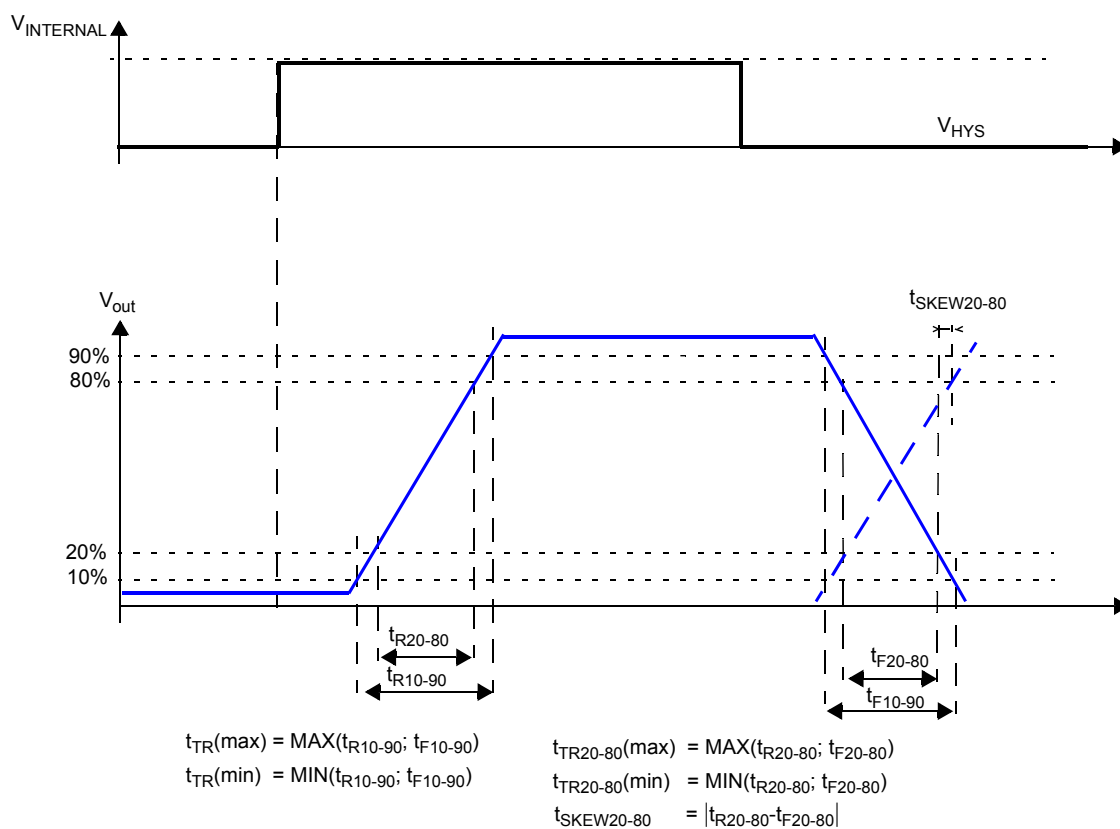 VINTERNAL
VHYS
Vout
tSKEW20-80
90%
80%
20%
10%
tR20-80
tR10-90
tF20-80
tF10-90
tTR(max) = MAX(tR10-90; tF10-90)
tTR(min) = MIN(tR10-90; tF10-90)
tTR20-80(max) = MAX(tR20-80; tF20-80)
tTR20-80(min) = MIN(tR20-80; tF20-80)
tSKEW20-80 = |tR20-80-tF20-80|